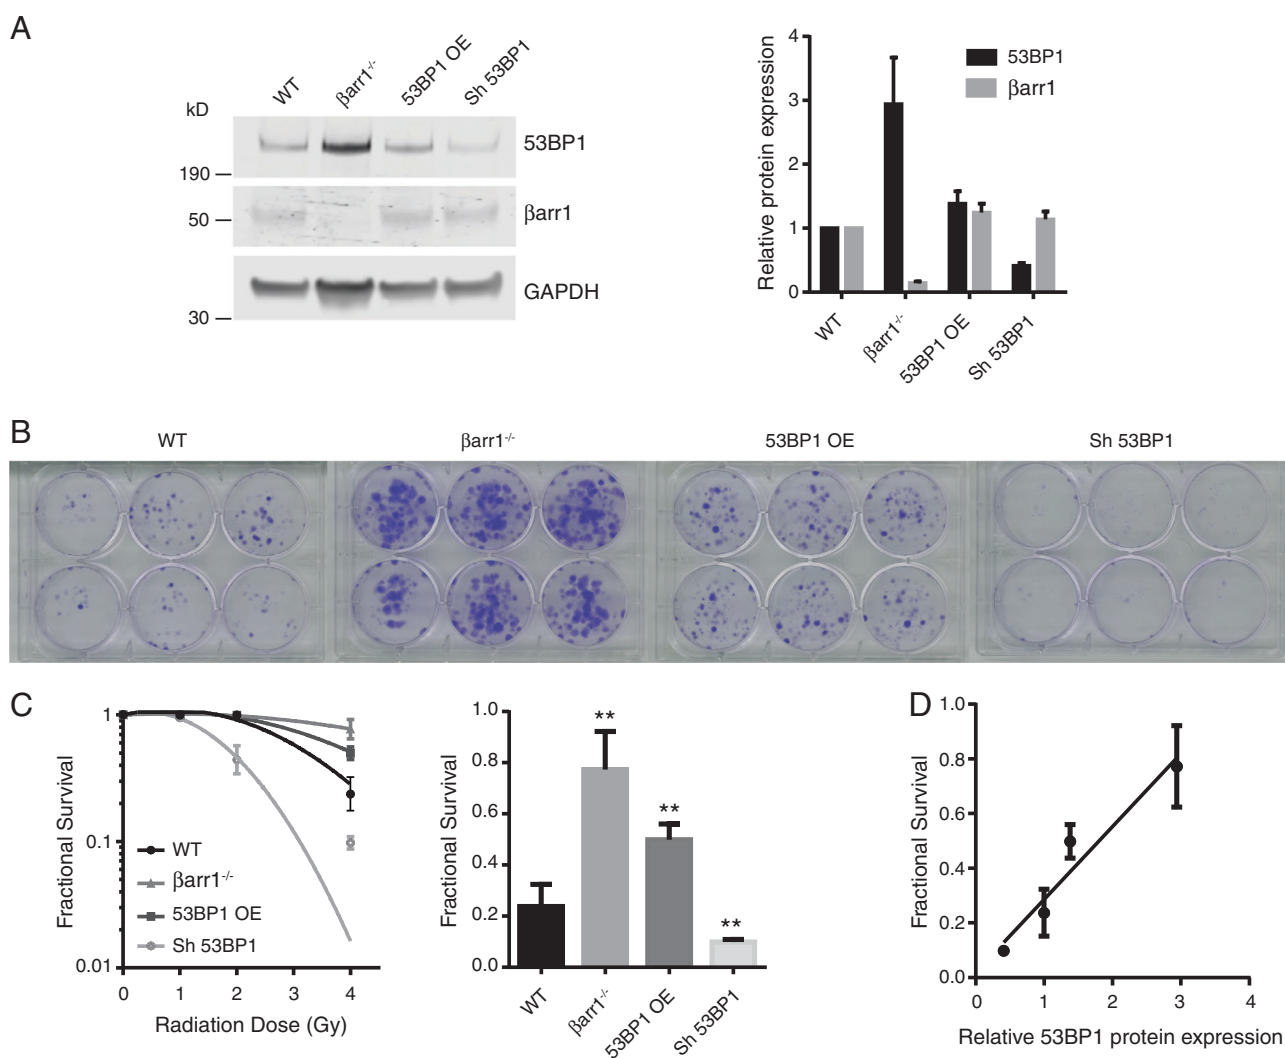 A
WT
βarr1-/-
53BP1 OE
Sh 53BP1
kD
53BP1
190
βarr1
50
GAPDH
30
Relative protein expression
4
3
2
1
0
53BP1
βarr1
WT
βarr1-/-
53BP1 OE
Sh 53BP1
B
WT
βarr1-/-
53BP1 OE
Sh 53BP1
C
Fractional Survival
1
0.1
0.01
WT
βarr1-/-
53BP1 OE
Sh 53BP1
0 1 2 3 4
Radiation Dose (Gy)
Fractional Survival
1.0
0.8
0.6
0.4
0.2
0.0
**
**
**
WT
βarr1-/-
53BP1 OE
Sh 53BP1
D
Fractional Survival
1.0
0.8
0.6
0.4
0.2
0.0
0 1 2 3 4
Relative 53BP1 protein expression